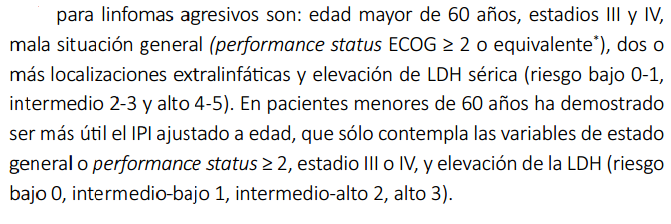 para linfomas agresivos son: edad mayor de 60 años, estadios III y IV,
mala situación general (performance status ECOG ≥ 2 o equivalente*), dos o
más localizaciones extralinfáticas y elevación de LDH sérica (riesgo bajo 0-1,
intermedio 2-3 y alto 4-5). En pacientes menores de 60 años ha demostrado
ser más útil el IPI ajustado a edad, que sólo contempla las variables de estado
general o performance status ≥ 2, estadio III o IV, y elevación de la LDH (riesgo
bajo 0, intermedio-bajo 1, intermedio-alto 2, alto 3).